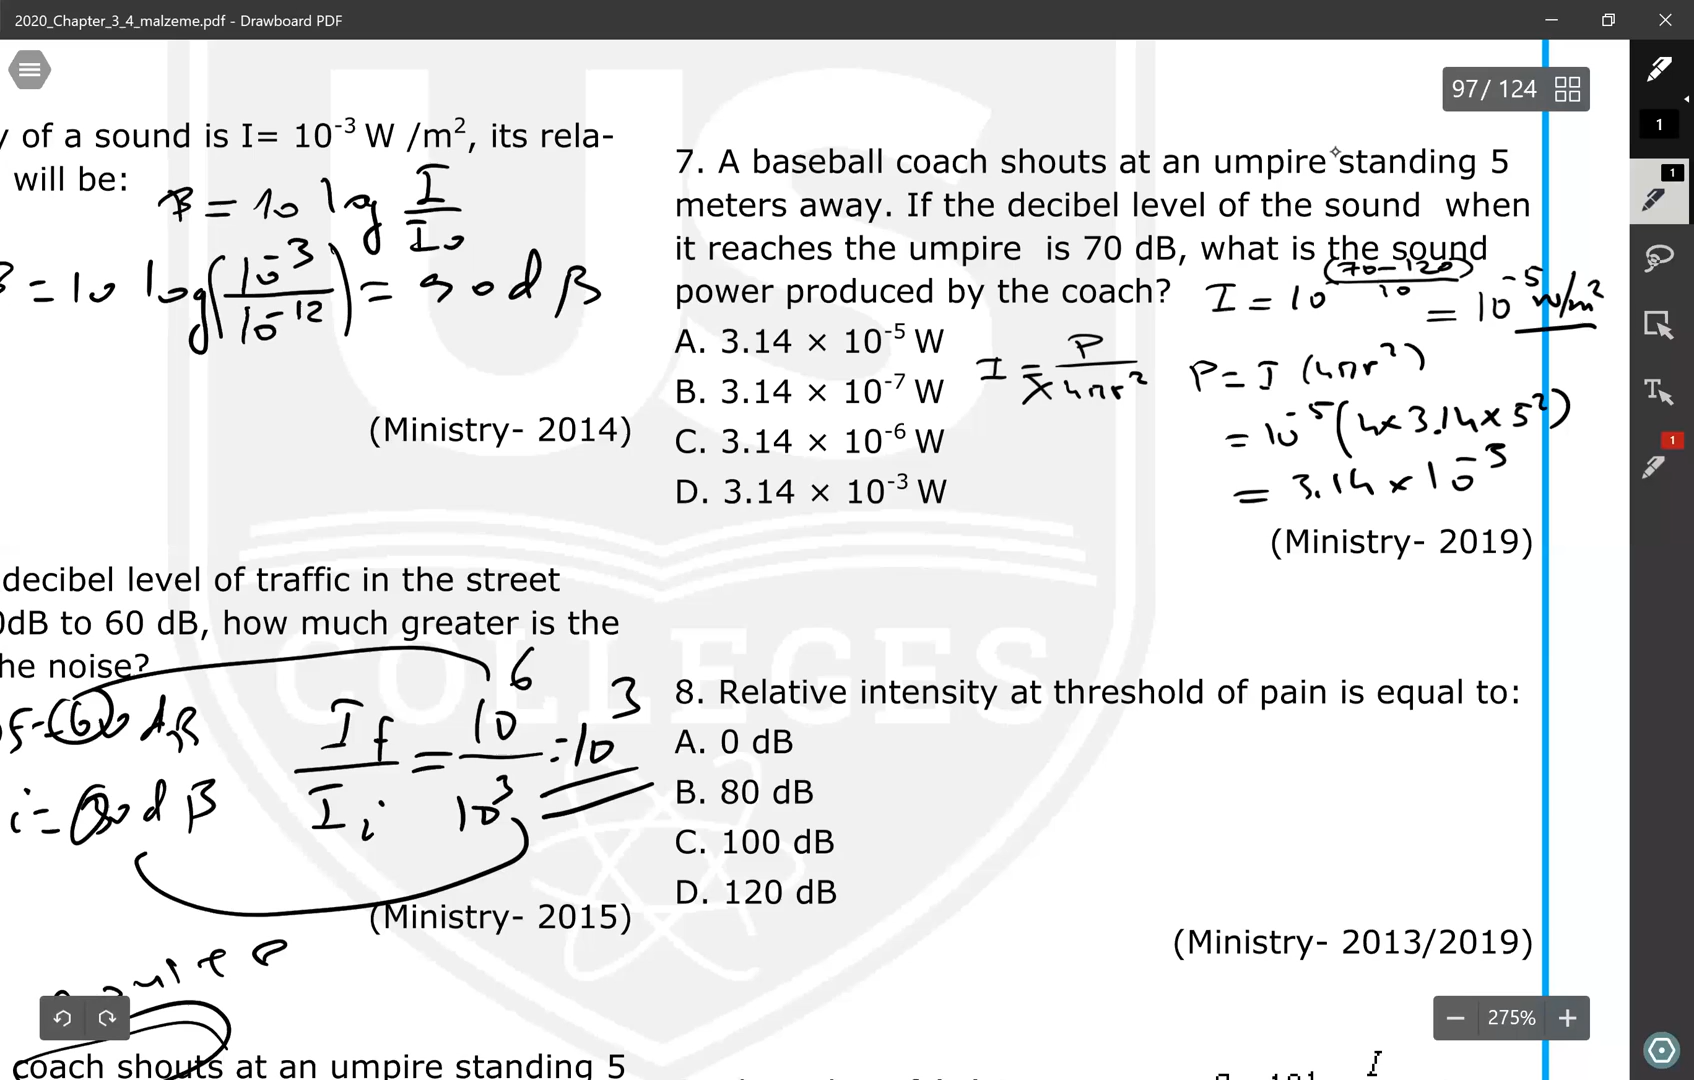 2020_Chapter_3_4_malzeme.pdf - Drawboard PDF
97/ 124
y of a sound is I= 10⁻³ W /m², its rela-
will be:
β = 10 log I/I₀
= 10 log(10⁻³/10⁻¹²) = 90 dβ
(Ministry- 2014)
decibel level of traffic in the street
0dB to 60 dB, how much greater is the
he noise?
If/Ii = 10⁶/10³ = 10³
(Ministry- 2015)
coach shouts at an umpire standing 5
7. A baseball coach shouts at an umpire standing 5
meters away. If the decibel level of the sound when
it reaches the umpire is 70 dB, what is the sound
power produced by the coach?
I = 10^((70-120)/10) = 10⁻⁵ w/m²
A. 3.14 × 10⁻⁵ W
B. 3.14 × 10⁻⁷ W
C. 3.14 × 10⁻⁶ W
D. 3.14 × 10⁻³ W
I = P/4πr²
P = I (4πr²)
= 10⁻⁵ (4×3.14×5²)
= 3.14 × 10⁻³
(Ministry- 2019)
8. Relative intensity at threshold of pain is equal to:
A. 0 dB
B. 80 dB
C. 100 dB
D. 120 dB
(Ministry- 2013/2019)
US
COLLEGES
1
1
1
275%